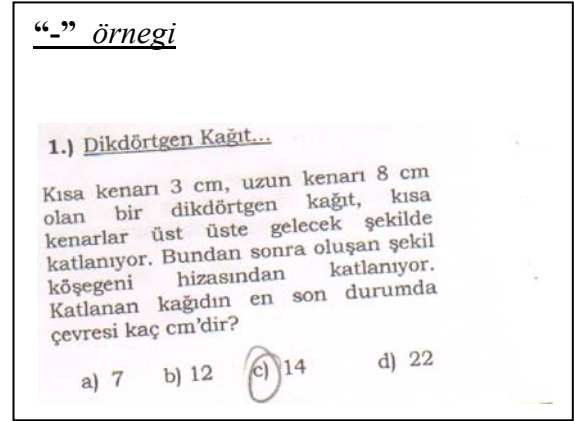 “-” örnegi
1.) Dikdörtgen Kağıt...
Kısa kenarı 3 cm, uzun kenarı 8 cm
olan bir dikdörtgen kağıt, kısa
kenarlar üst üste gelecek şekilde
katlanıyor. Bundan sonra oluşan şekil
köşegeni hizasından katlanıyor.
Katlanan kağıdın en son durumda
çevresi kaç cm’dir?
a) 7 b) 12 c) 14 d) 22